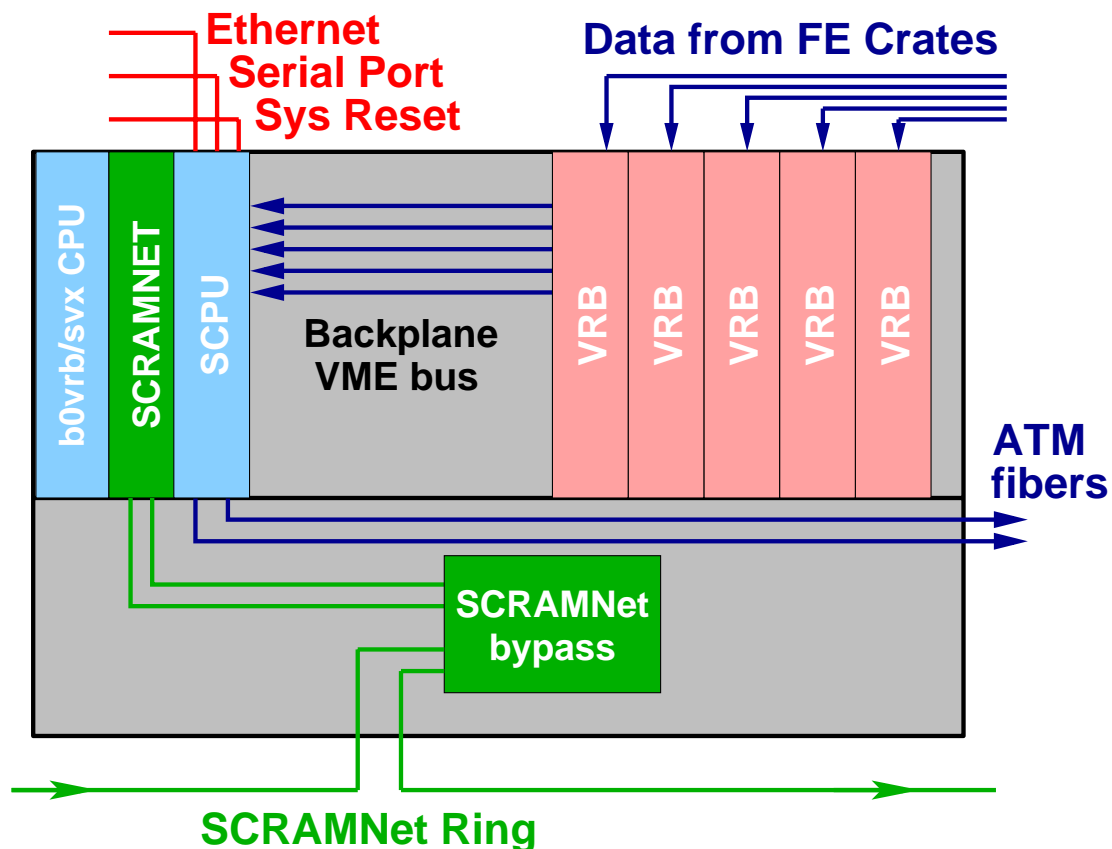 Ethernet
Serial Port
Sys Reset
Data from FE Crates
b0vrb/svx CPU
SCRAMNET
SCPU
Backplane
VME bus
VRB
VRB
VRB
VRB
VRB
ATM
fibers
SCRAMNet
bypass
SCRAMNet Ring